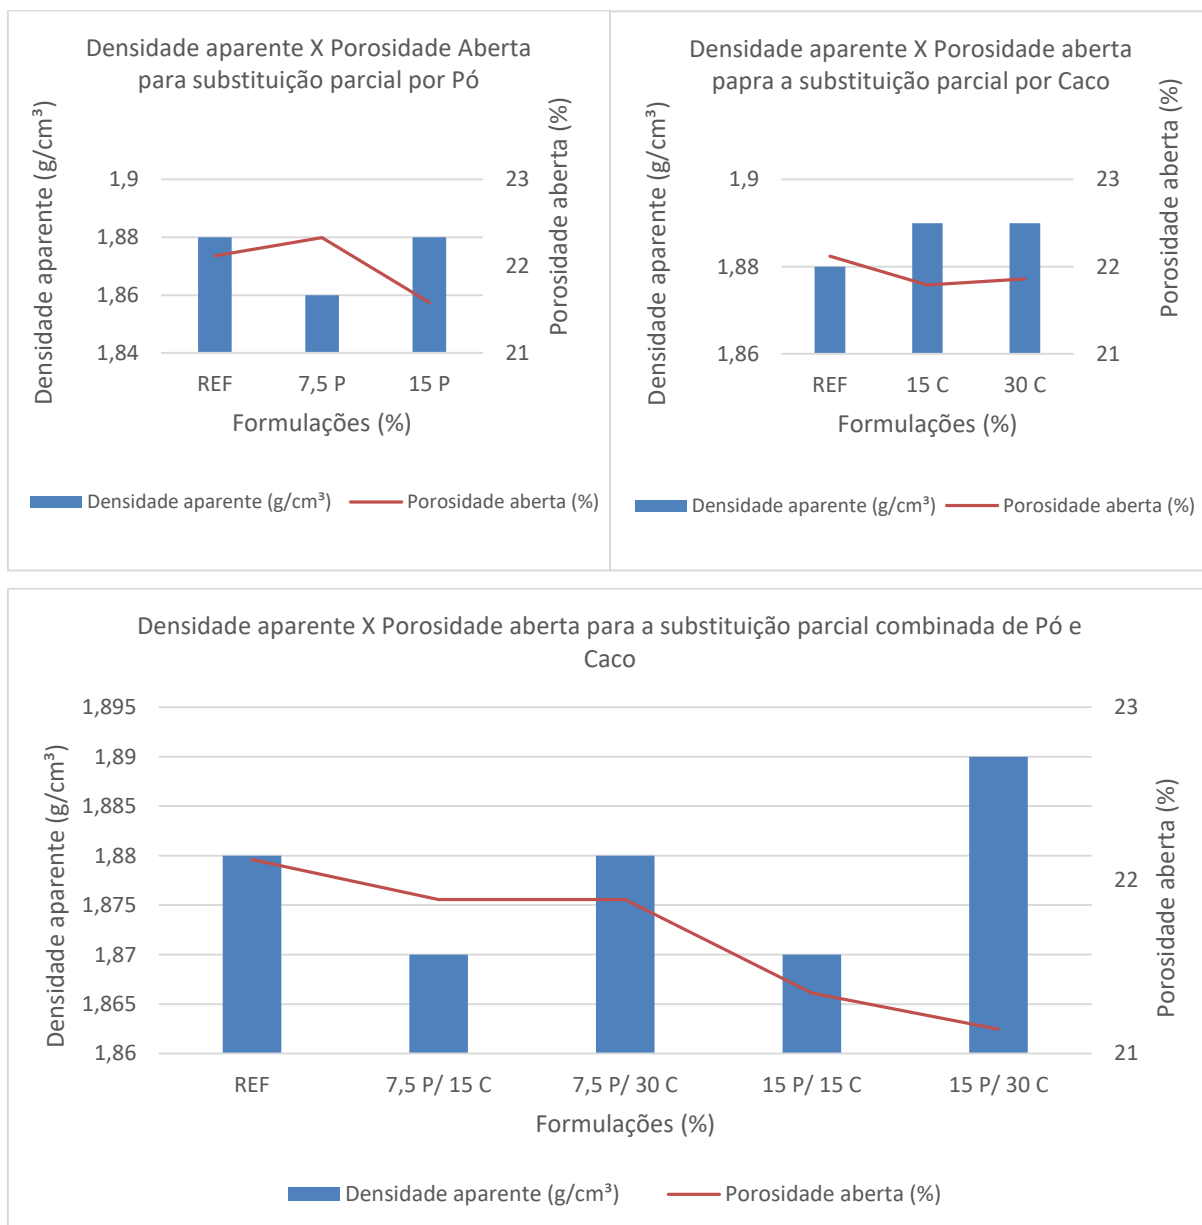 Densidade aparente X Porosidade Aberta
para substituição parcial por Pó
Densidade aparente (g/cm³)
Porosidade aberta (%)
1,9
1,88
1,86
1,84
23
22
21
REF
7,5 P
15 P
Formulações (%)
Densidade aparente (g/cm³)
Porosidade aberta (%)
Densidade aparente X Porosidade aberta
papra a substituição parcial por Caco
Densidade aparente (g/cm³)
Porosidade aberta (%)
1,9
1,88
1,86
23
22
21
REF
15 C
30 C
Formulações (%)
Densidade aparente (g/cm³)
Porosidade aberta (%)
Densidade aparente X Porosidade aberta para a substituição parcial combinada de Pó e
Caco
Densidade aparente (g/cm³)
Porosidade aberta (%)
1,895
1,89
1,885
1,88
1,875
1,87
1,865
1,86
23
22
21
REF
7,5 P/ 15 C
7,5 P/ 30 C
15 P/ 15 C
15 P/ 30 C
Formulações (%)
Densidade aparente (g/cm³)
Porosidade aberta (%)